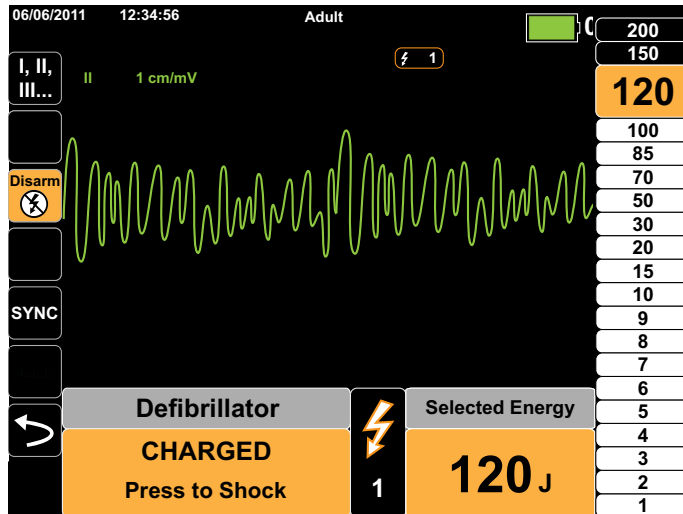 06/06/2011 12:34:56 Adult
I, II,
III...
II 1 cm/mV
1
Disarm
SYNC
Defibrillator
CHARGED
Press to Shock
1
Selected Energy
120 J
200
150
120
100
85
70
50
30
20
15
10
9
8
7
6
5
4
3
2
1